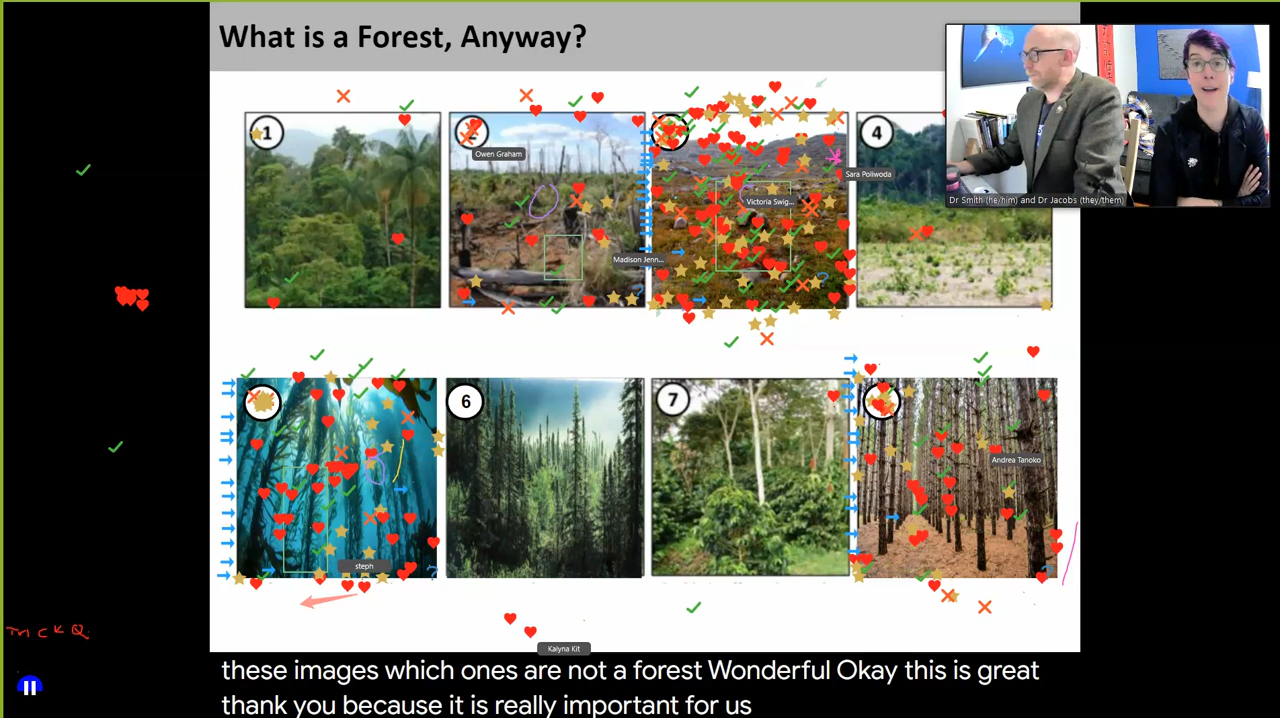 What is a Forest, Anyway?
1
4
Owen Graham
Sara Poliwoda
Victoria Swig...
Madison Jenn...
Dr Smith (he/him) and Dr Jacobs (they/them)
6
7
Andrea Tanoko
steph
TRICK Q.
Kalyna Kit
these images which ones are not a forest Wonderful Okay this is great
thank you because it is really important for us